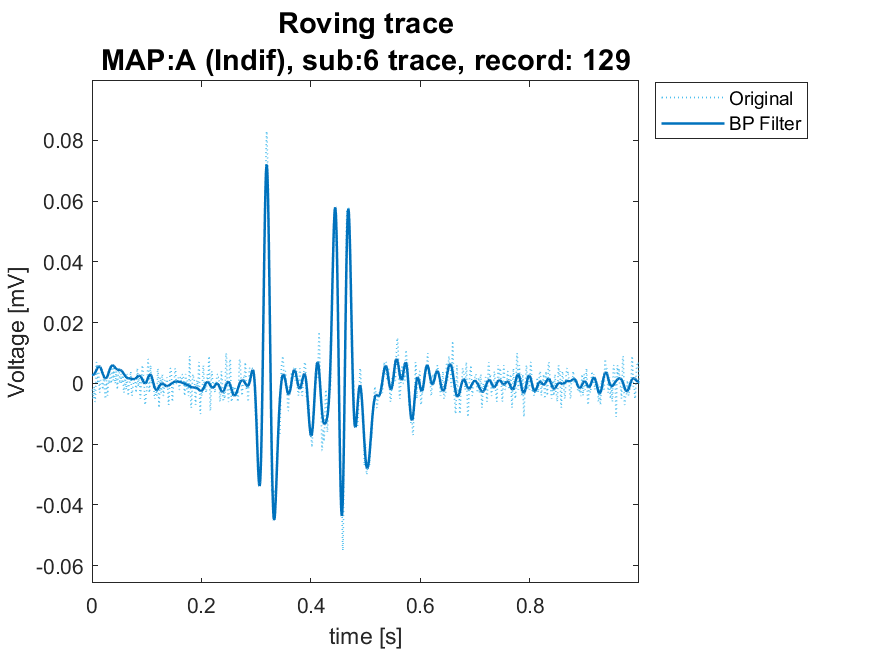 Roving trace
MAP:A (Indif), sub:6 trace, record: 129
Original
BP Filter
0.08
0.06
0.04
0.02
0
-0.02
-0.04
-0.06
Voltage [mV]
0
0.2
0.4
0.6
0.8
time [s]